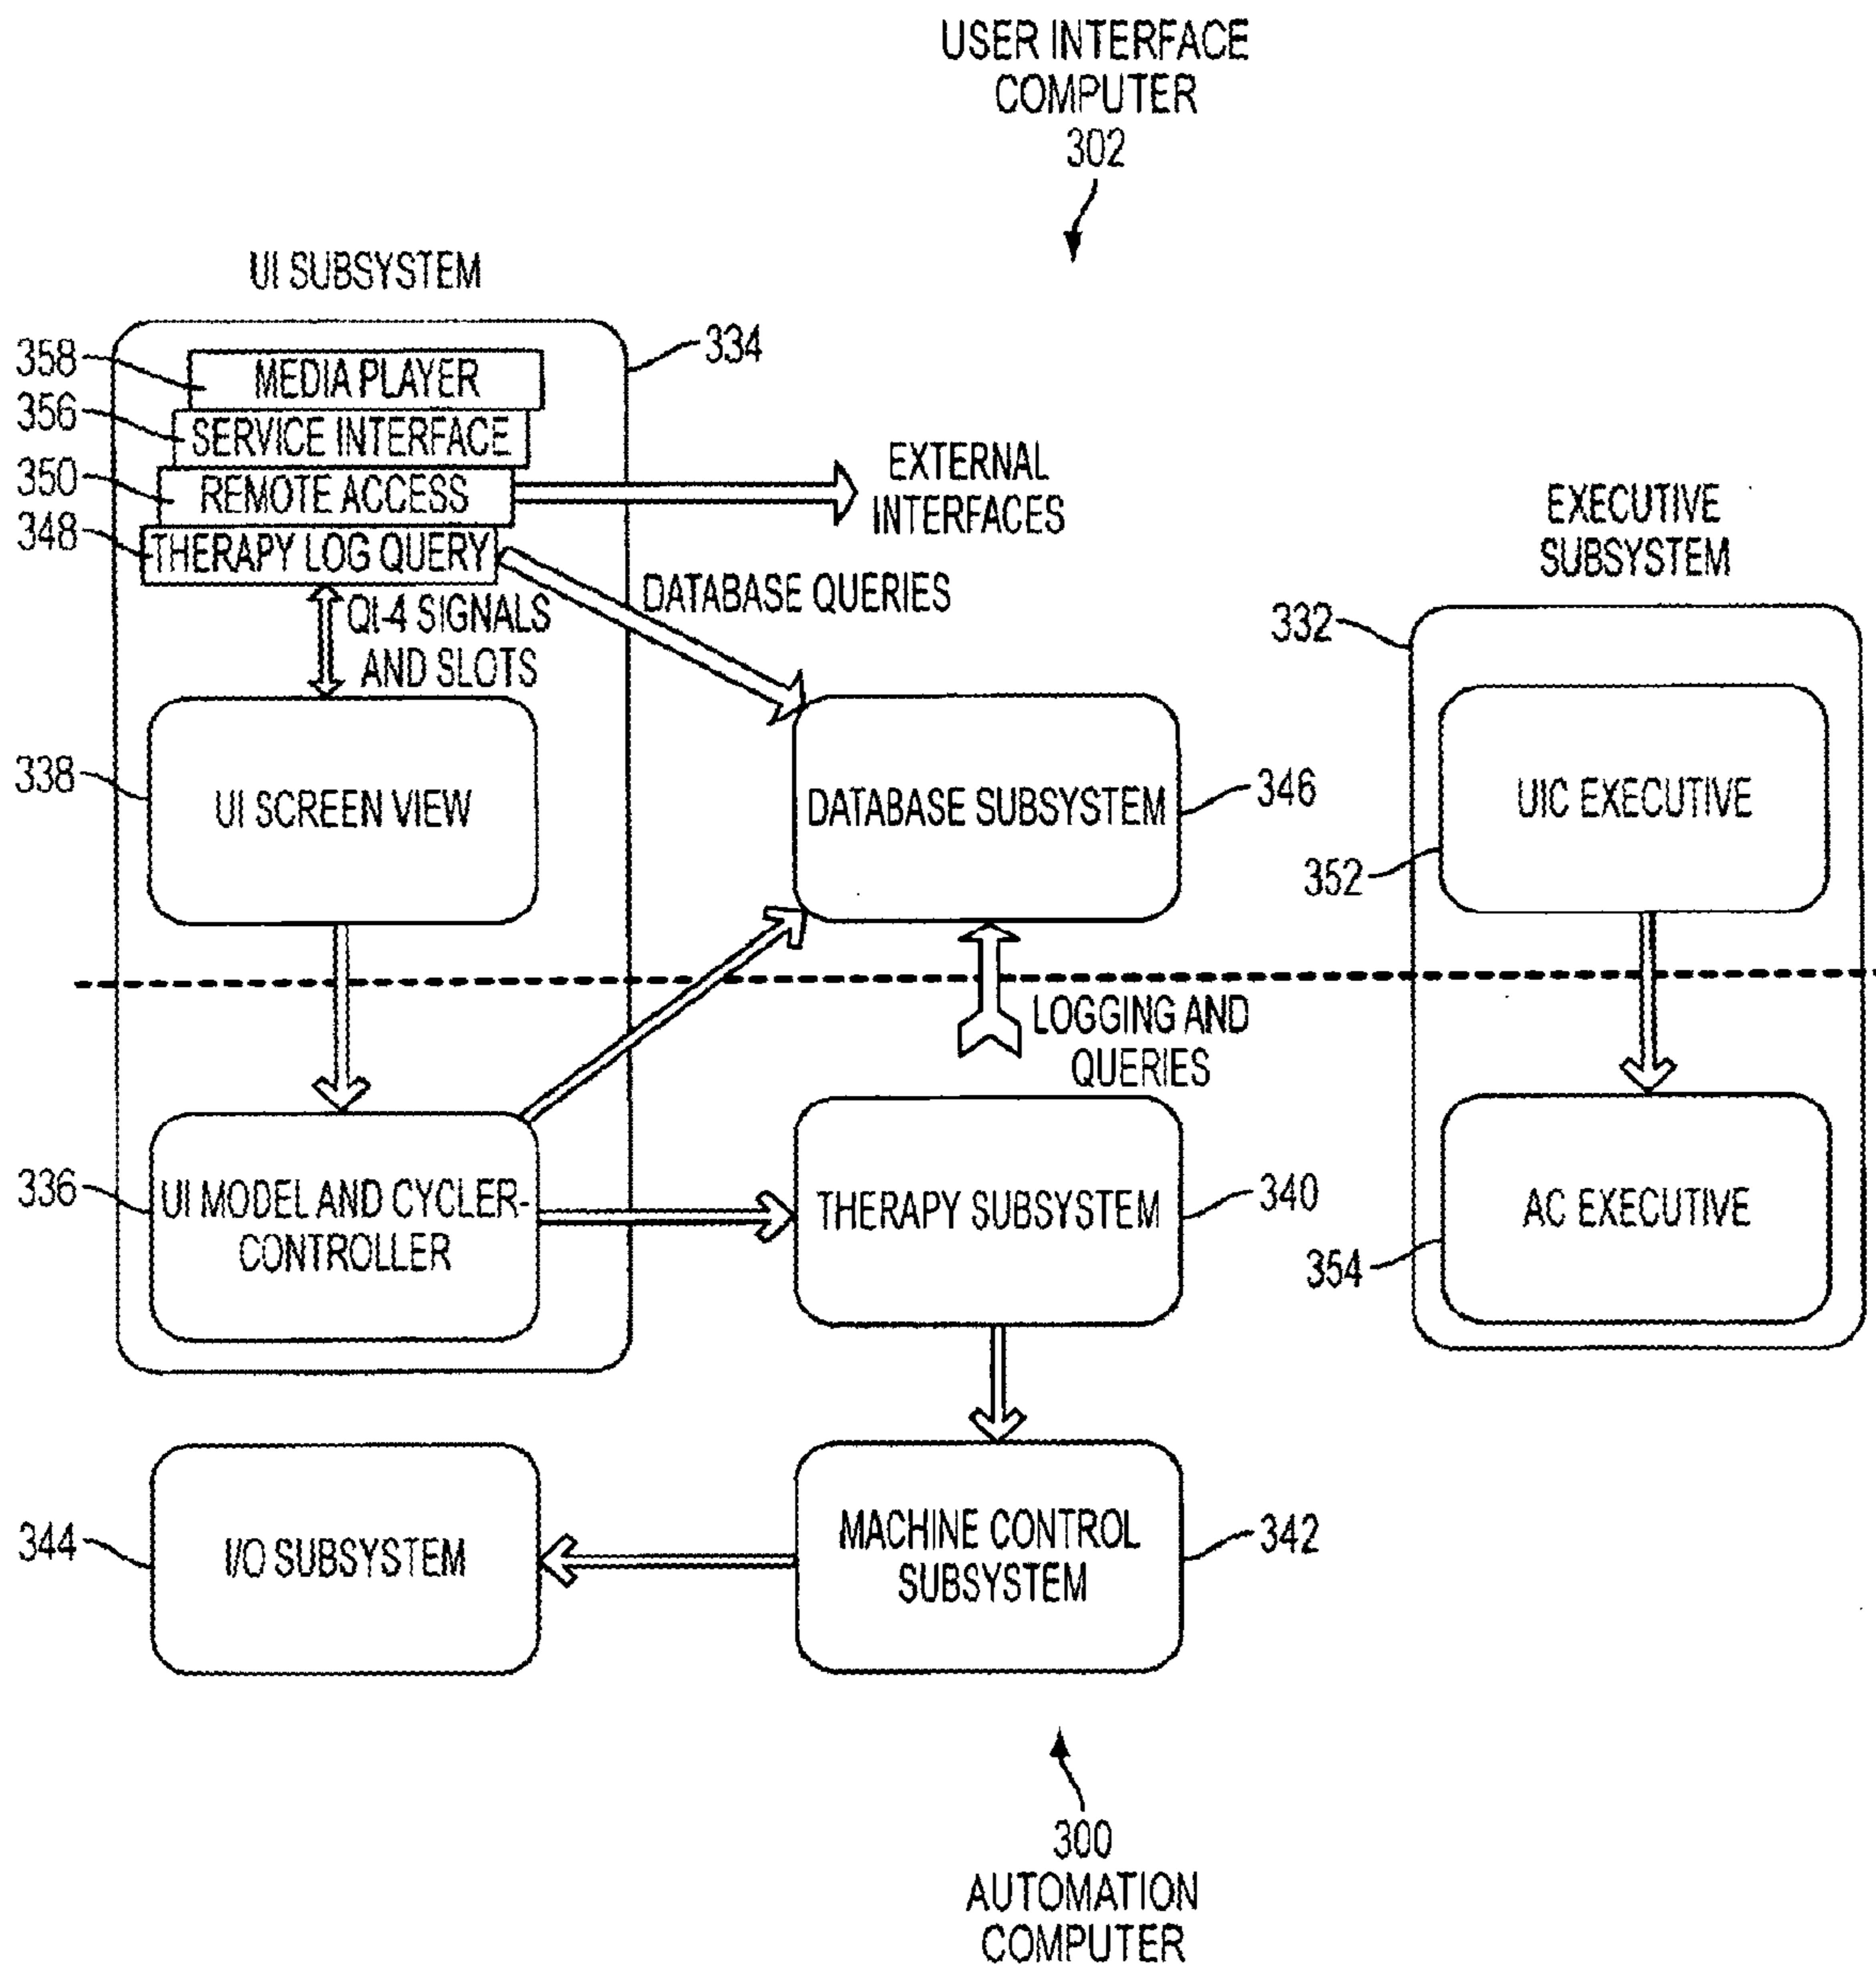 USER INTERFACE
COMPUTER
302
UI SUBSYSTEM
334
358
MEDIA PLAYER
356
SERVICE INTERFACE
350
REMOTE ACCESS
348
THERAPY LOG QUERY
EXTERNAL
INTERFACES
DATABASE QUERIES
QI-4 SIGNALS
AND SLOTS
EXECUTIVE
SUBSYSTEM
332
338
UI SCREEN VIEW
DATABASE SUBSYSTEM
346
UIC EXECUTIVE
352
LOGGING AND
QUERIES
336
UI MODEL AND CYCLER-
CONTROLLER
THERAPY SUBSYSTEM
340
AC EXECUTIVE
354
344
I/O SUBSYSTEM
MACHINE CONTROL
SUBSYSTEM
342
300
AUTOMATION
COMPUTER